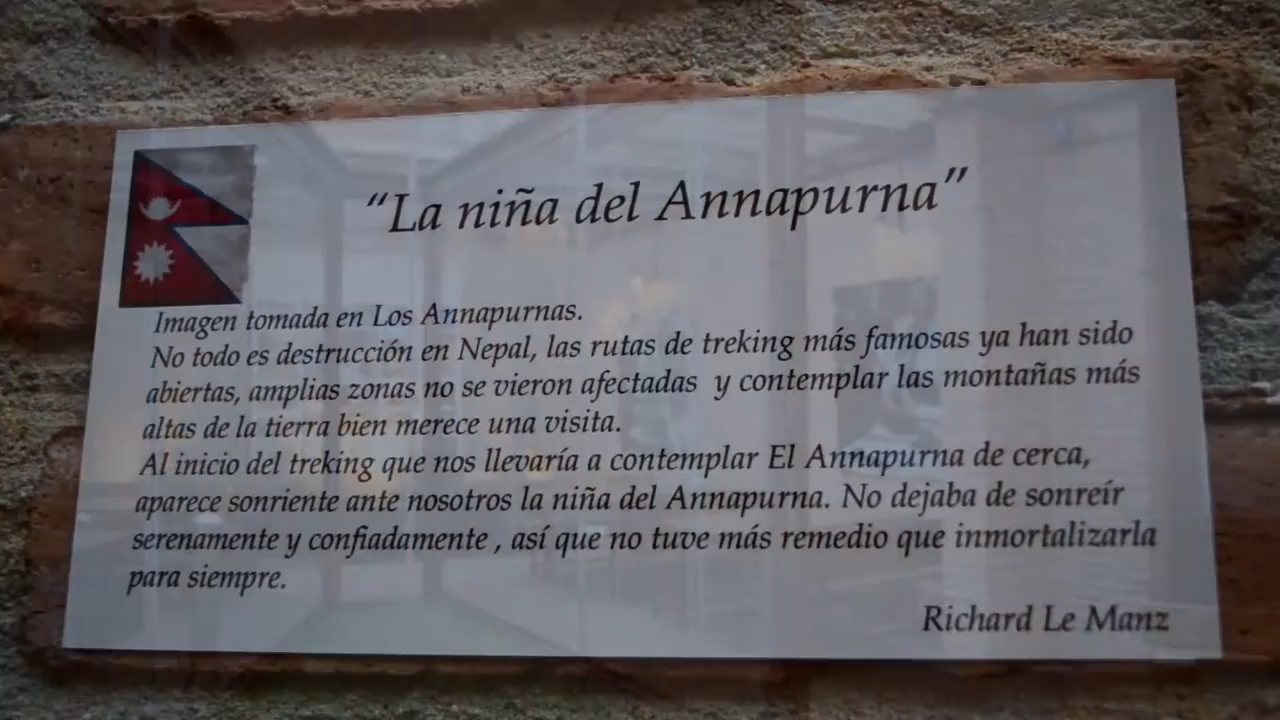 “La niña del Annapurna”
Imagen tomada en Los Annapurnas.
No todo es destrucción en Nepal, las rutas de treking más famosas ya han sido
abiertas, amplias zonas no se vieron afectadas y contemplar las montañas más
altas de la tierra bien merece una visita.
Al inicio del treking que nos llevaría a contemplar El Annapurna de cerca,
aparece sonriente ante nosotros la niña del Annapurna. No dejaba de sonreír
serenamente y confiadamente , así que no tuve más remedio que inmortalizarla
para siempre.
Richard Le Manz